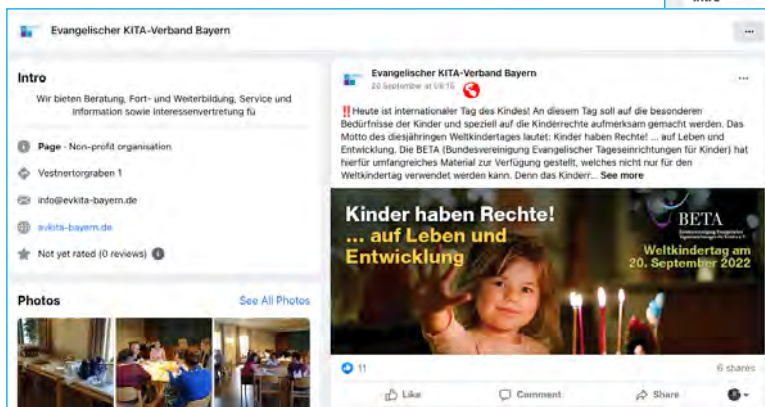 Intro
Evangelischer KITA-Verband Bayern
Intro
Wir bieten Beratung, Fort- und Weiterbildung, Service und
Information sowie Interessenvertretung fü
Page · Non-profit organisation
Vestnertorgraben 1
info@evkita-bayern.de
evkita-bayern.de
Not yet rated (0 reviews)
Photos
See All Photos
Evangelischer KITA-Verband Bayern
20 September at 08:15
‼Heute ist internationaler Tag des Kindes! An diesem Tag soll auf die besonderen
Bedürfnisse der Kinder und speziell auf die Kinderrechte aufmerksam gemacht werden. Das
Motto des diesjährigen Weltkindertages lautet: Kinder haben Rechte! ... auf Leben und
Entwicklung. Die BETA (Bundesvereinigung Evangelischer Tageseinrichtungen für Kinder) hat
hierfür umfangreiches Material zur Verfügung gestellt, welches nicht nur für den
Weltkindertag verwendet werden kann. Denn das Kinderr... See more
Kinder haben Rechte!
... auf Leben und
Entwicklung
BETA
Weltkindertag am
20. September 2022
11
6 shares
Like
Comment
Share